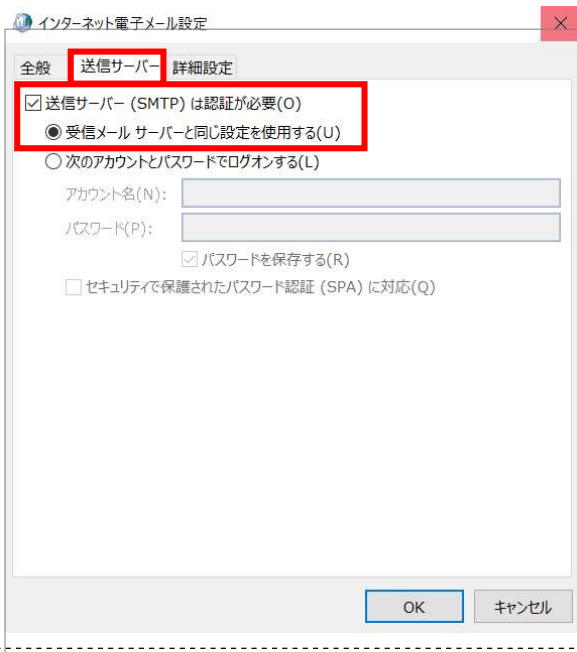 インターネット電子メール設定
全般 送信サーバー 詳細設定
送信サーバー (SMTP) は認証が必要(O)
受信メール サーバーと同じ設定を使用する(U)
次のアカウントとパスワードでログオンする(L)
アカウント名(N):
パスワード(P):
パスワードを保存する(R)
セキュリティで保護されたパスワード認証 (SPA) に対応(Q)
OK キャンセル